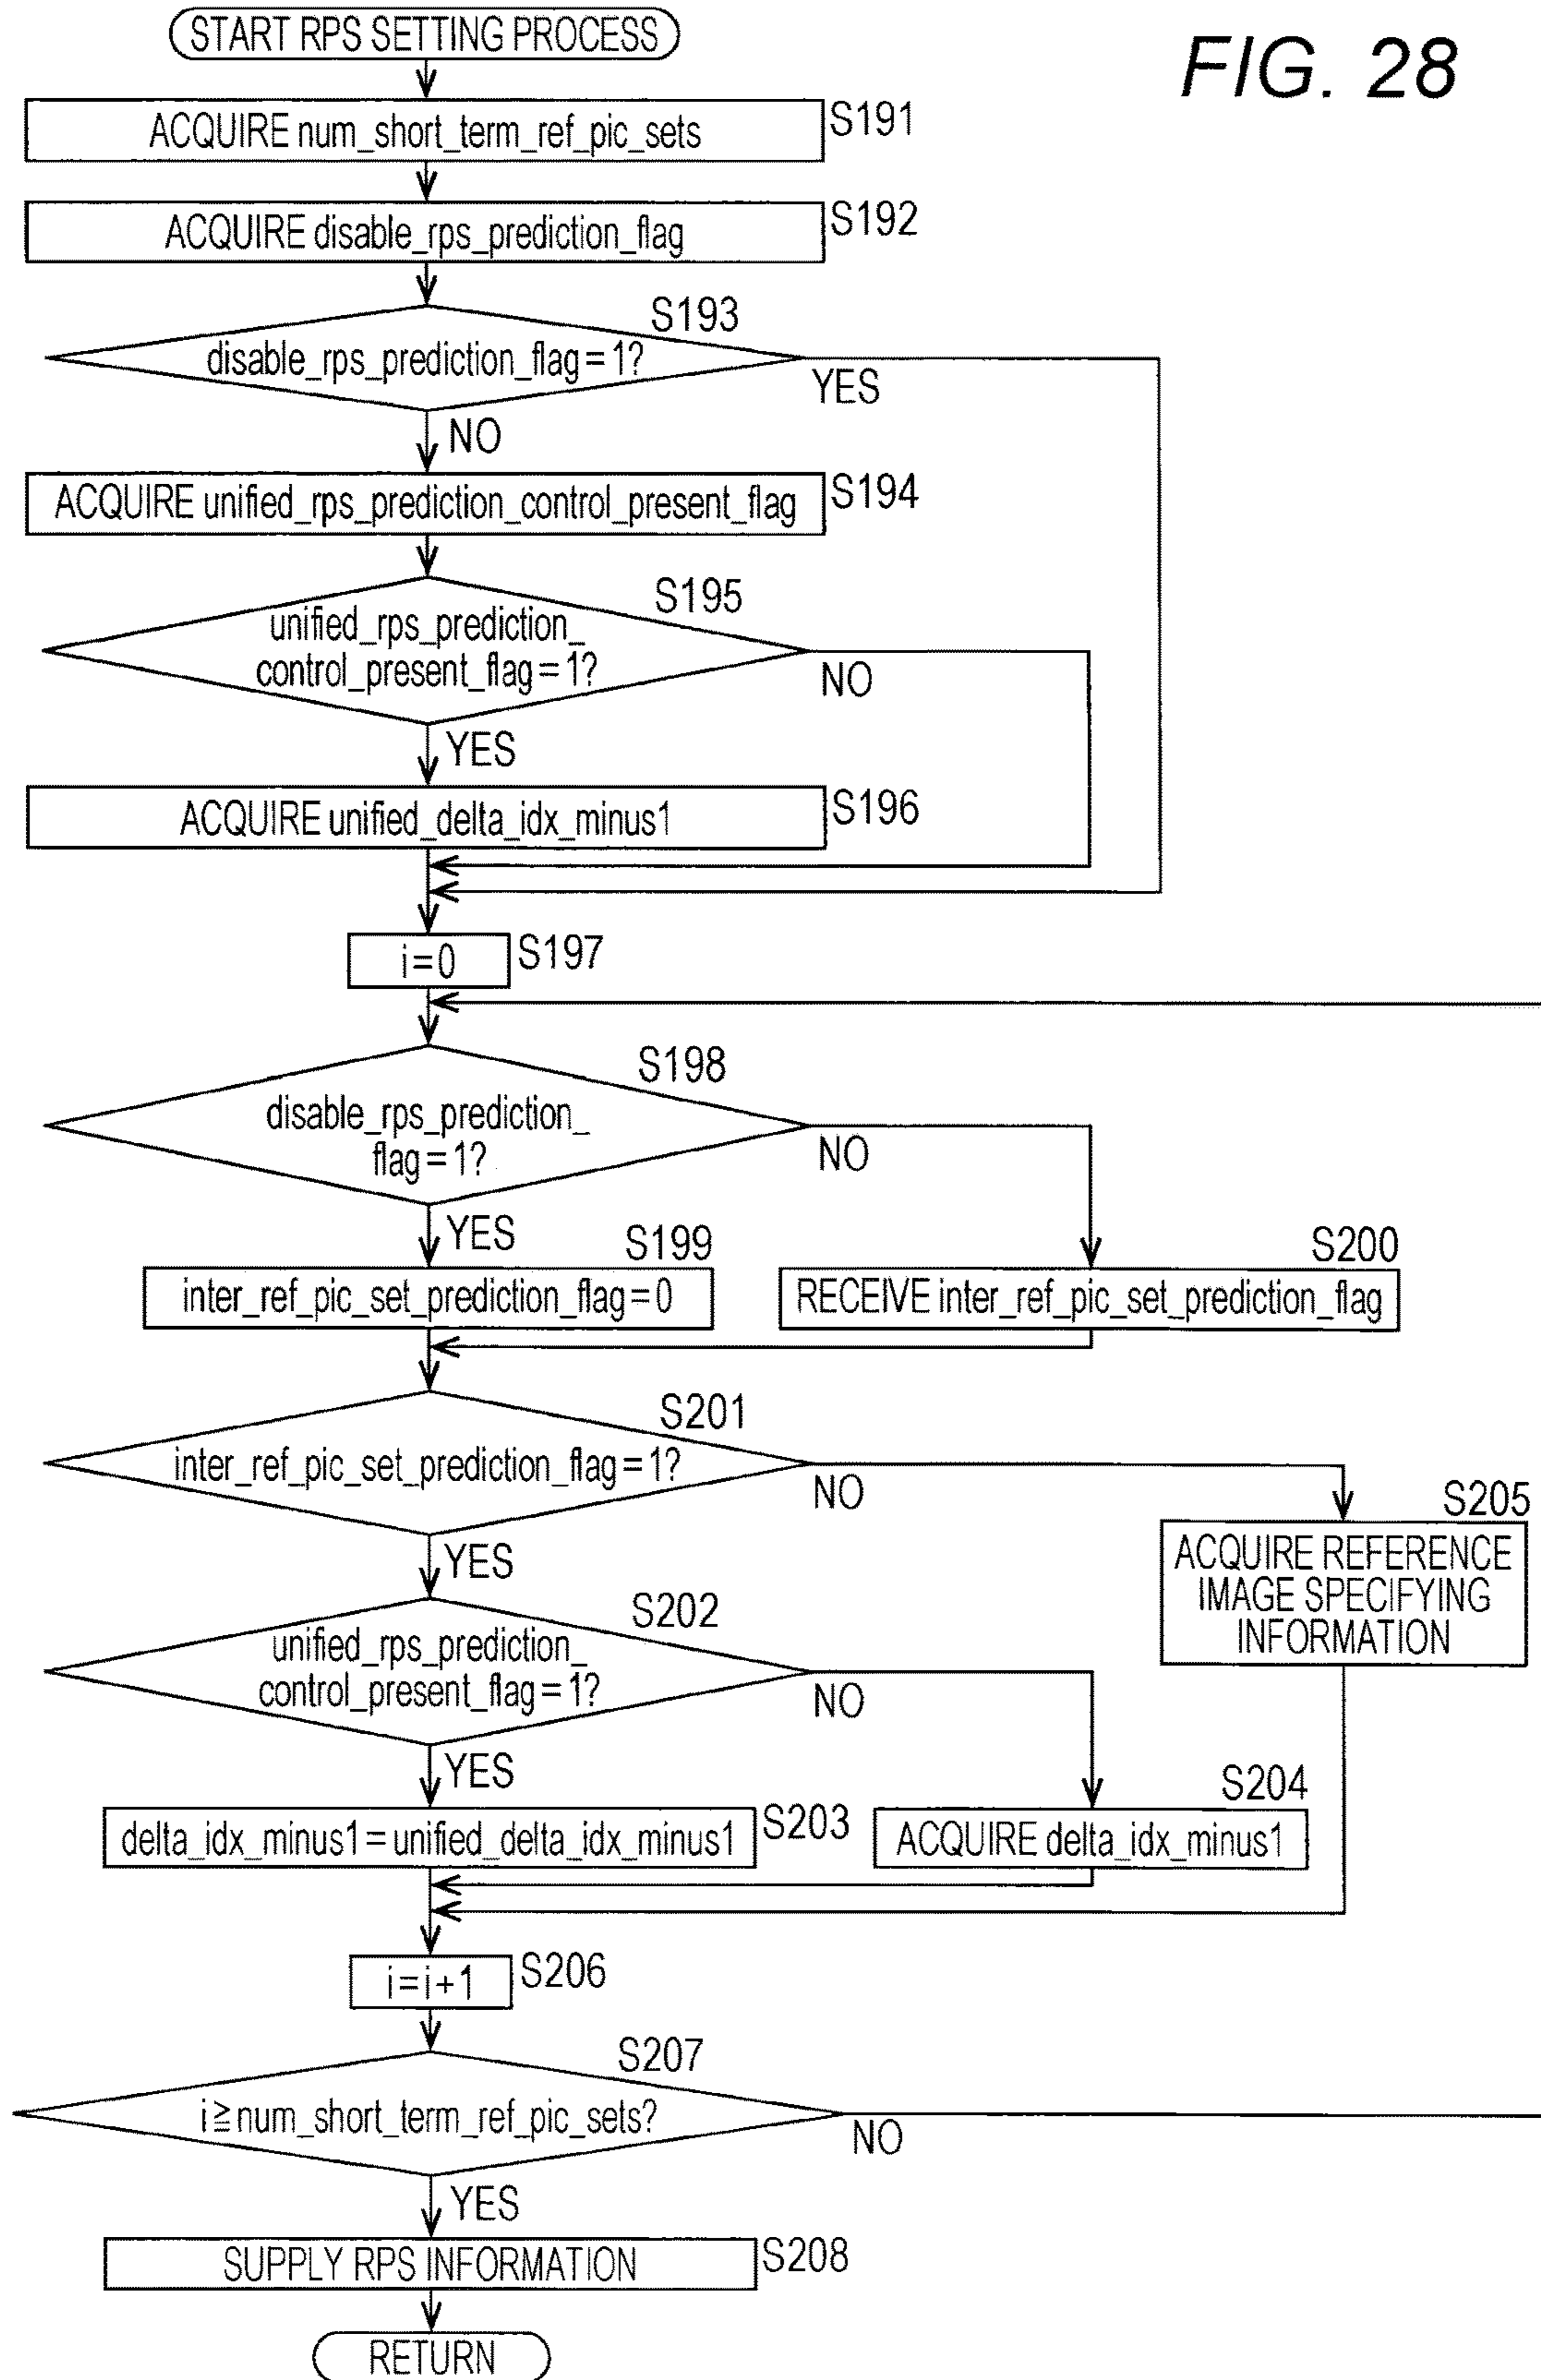 FIG. 28
START RPS SETTING PROCESS
ACQUIRE num_short_term_ref_pic_sets
S191
ACQUIRE disable_rps_prediction_flag
S192
S193
disable_rps_prediction_flag=1?
YES
NO
ACQUIRE unified_rps_prediction_control_present_flag
S194
S195
unified_rps_prediction_
control_present_flag=1?
NO
YES
ACQUIRE unified_delta_idx_minus1
S196
i=0
S197
S198
disable_rps_prediction_
flag=1?
NO
YES
S199
inter_ref_pic_set_prediction_flag=0
S200
RECEIVE inter_ref_pic_set_prediction_flag
S201
inter_ref_pic_set_prediction_flag=1?
NO
YES
S205
ACQUIRE REFERENCE
IMAGE SPECIFYING
INFORMATION
S202
unified_rps_prediction_
control_present_flag=1?
NO
YES
delta_idx_minus1=unified_delta_idx_minus1
S203
S204
ACQUIRE delta_idx_minus1
i=i+1
S206
S207
i≧num_short_term_ref_pic_sets?
NO
YES
SUPPLY RPS INFORMATION
S208
RETURN